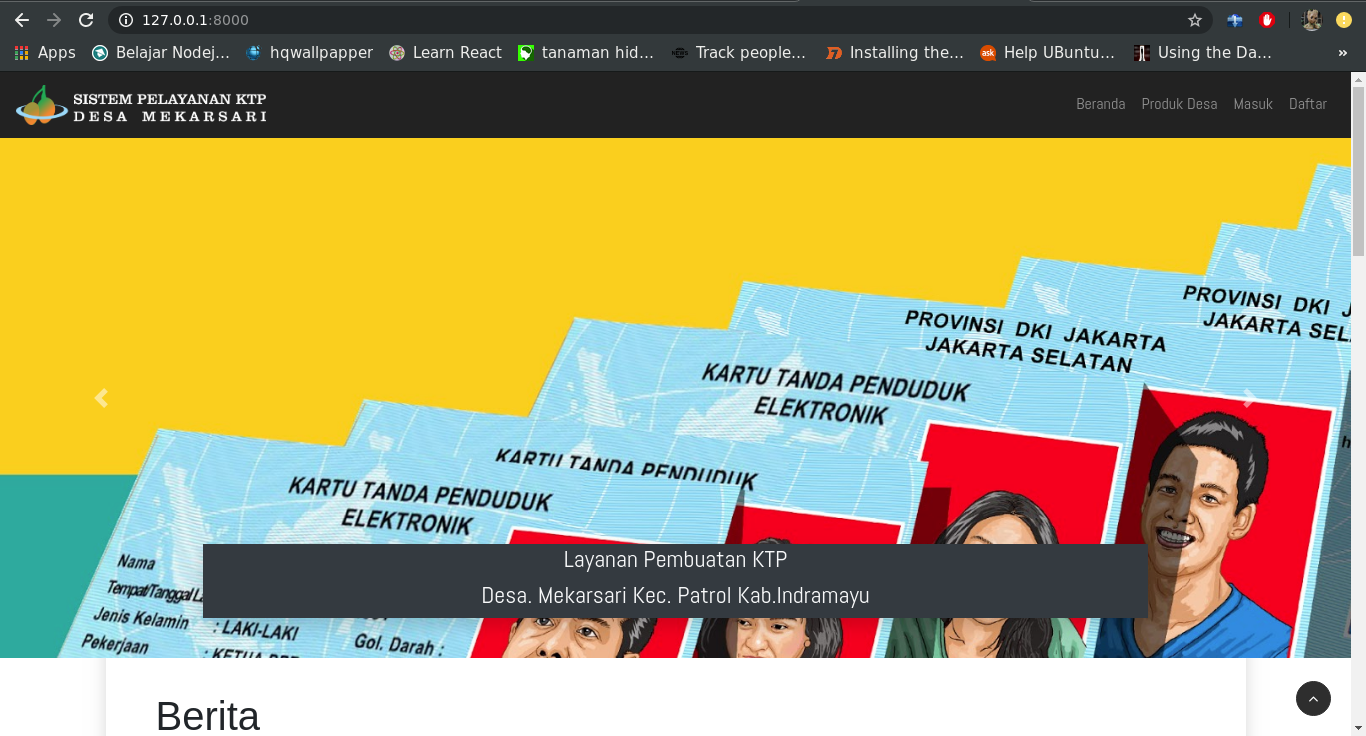 127.0.0.1:8000
Apps Belajar Nodej... hqwallpapper Learn React tanaman hid... Track people... Installing the... Help UBuntu... Using the Da... »
SISTEM PELAYANAN KTP
DESA MEKARSARI
Beranda Produk Desa Masuk Daftar
PROVINSI DKI
JAKARTA SEL
PROVINSI DKI JAKARTA
JAKARTA SELATAN
KARTU TANDA PENDUDUK
ELEKTRONIK
KARTU TANDA PENDUDUK
KARTU TANDA PENDUDUK
ELEKTRONIK
Nama
Tempat/Tanggal La
Jenis Kelamin : LAKI-LAKI
Gol. Darah :
Pekerjaan
Layanan Pembuatan KTP
Desa. Mekarsari Kec. Patrol Kab.Indramayu
Berita